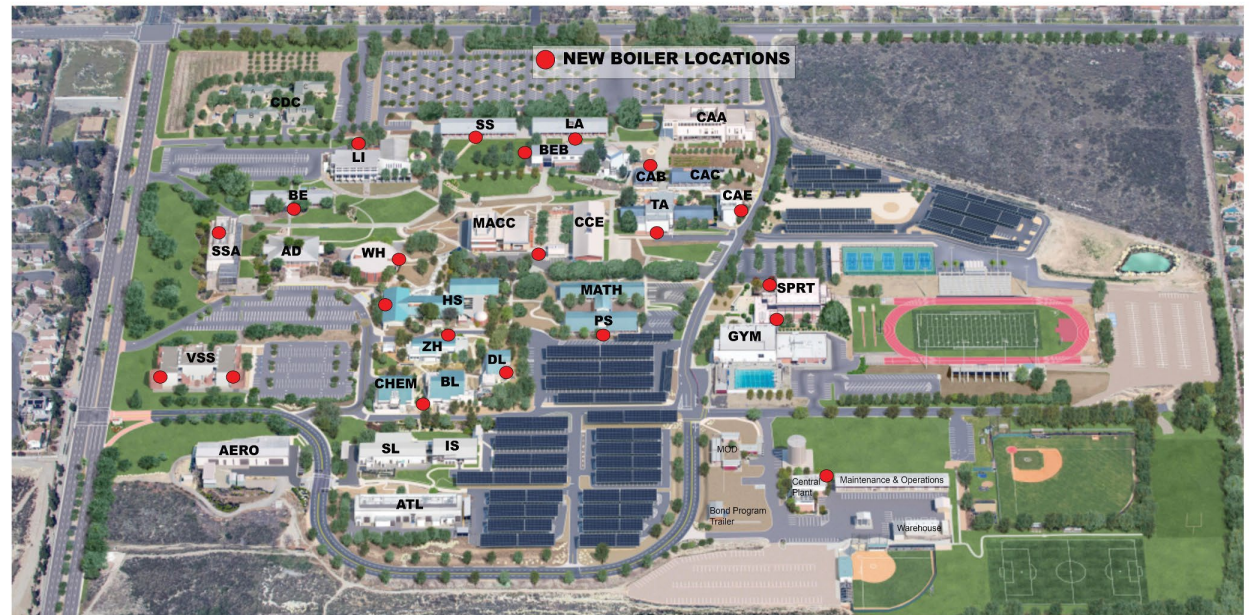 NEW BOILER LOCATIONS
CDC
SS
LA
CAA
LI
BEB
CAB
CAC
BE
TA
CAE
SSA
AD
WH
MACC
CCE
HS
MATH
SPRT
PS
GYM
ZH
VSS
DL
CHEM
BL
AERO
SL
IS
MOD
Central
Plant
Maintenance & Operations
ATL
Bond Program
Trailer
Warehouse